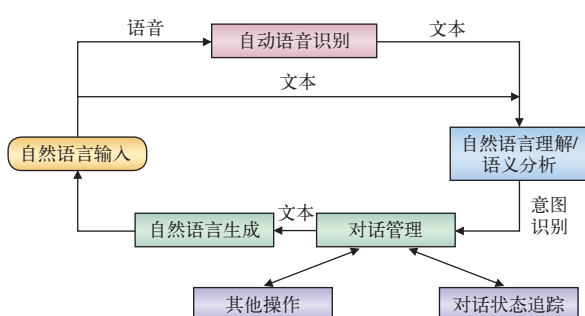 语音
自动语音识别
文本
文本
自然语言输入
自然语言理解/
语义分析
意图
识别
自然语言生成
文本
对话管理
其他操作
对话状态追踪